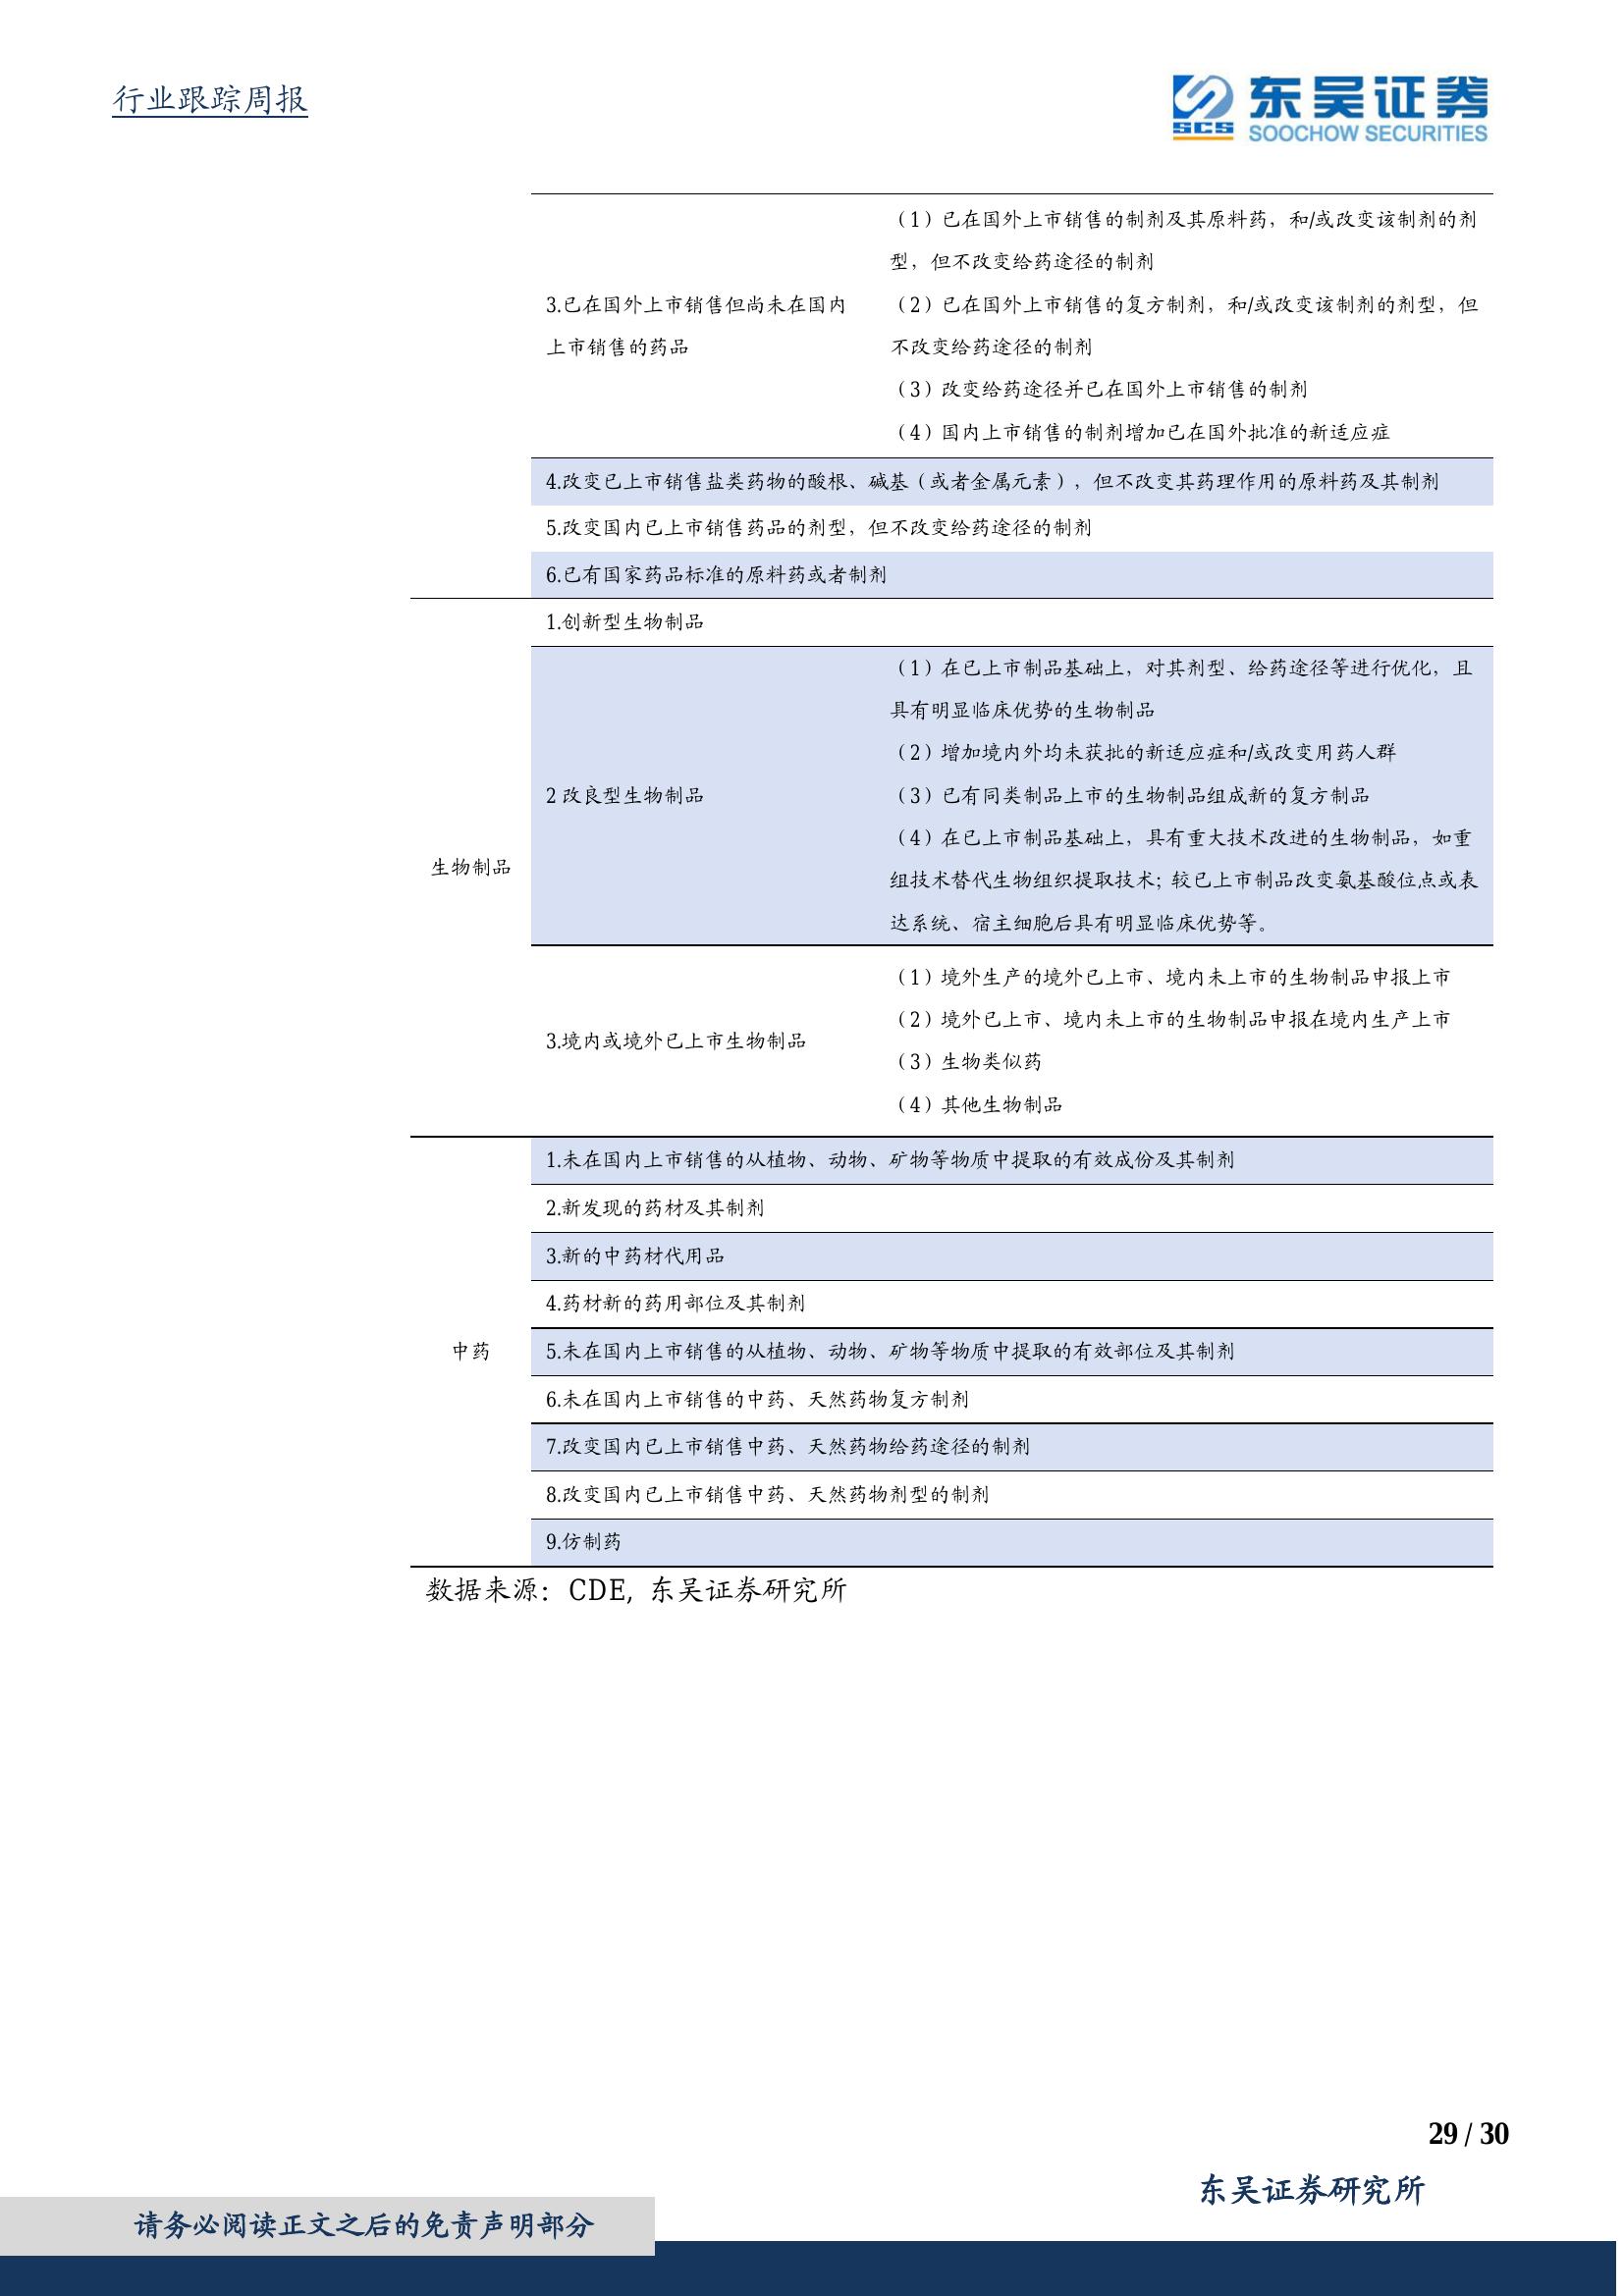 行业跟踪周报
SCS
东吴证券
SOOCHOW SECURITIES
3.已在国外上市销售但尚未在国内
上市销售的药品
（1）已在国外上市销售的制剂及其原料药，和/或改变该制剂的剂
型，但不改变给药途径的制剂
（2）已在国外上市销售的复方制剂，和/或改变该制剂的剂型，但
不改变给药途径的制剂
（3）改变给药途径并已在国外上市销售的制剂
（4）国内上市销售的制剂增加已在国外批准的新适应症
4.改变已上市销售盐类药物的酸根、碱基（或者金属元素），但不改变其药理作用的原料药及其制剂
5.改变国内已上市销售药品的剂型，但不改变给药途径的制剂
6.已有国家药品标准的原料药或者制剂
生物制品
1.创新型生物制品
2 改良型生物制品
（1）在已上市制品基础上，对其剂型、给药途径等进行优化，且
具有明显临床优势的生物制品
（2）增加境内外均未获批的新适应症和/或改变用药人群
（3）已有同类制品上市的生物制品组成新的复方制品
（4）在已上市制品基础上，具有重大技术改进的生物制品，如重
组技术替代生物组织提取技术；较已上市制品改变氨基酸位点或表
达系统、宿主细胞后具有明显临床优势等。
3.境内或境外已上市生物制品
（1）境外生产的境外已上市、境内未上市的生物制品申报上市
（2）境外已上市、境内未上市的生物制品申报在境内生产上市
（3）生物类似药
（4）其他生物制品
中药
1.未在国内上市销售的从植物、动物、矿物等物质中提取的有效成份及其制剂
2.新发现的药材及其制剂
3.新的中药材代用品
4.药材新的药用部位及其制剂
5.未在国内上市销售的从植物、动物、矿物等物质中提取的有效部位及其制剂
6.未在国内上市销售的中药、天然药物复方制剂
7.改变国内已上市销售中药、天然药物给药途径的制剂
8.改变国内已上市销售中药、天然药物剂型的制剂
9.仿制药
数据来源：CDE, 东吴证券研究所
29 / 30
东吴证券研究所
请务必阅读正文之后的免责声明部分